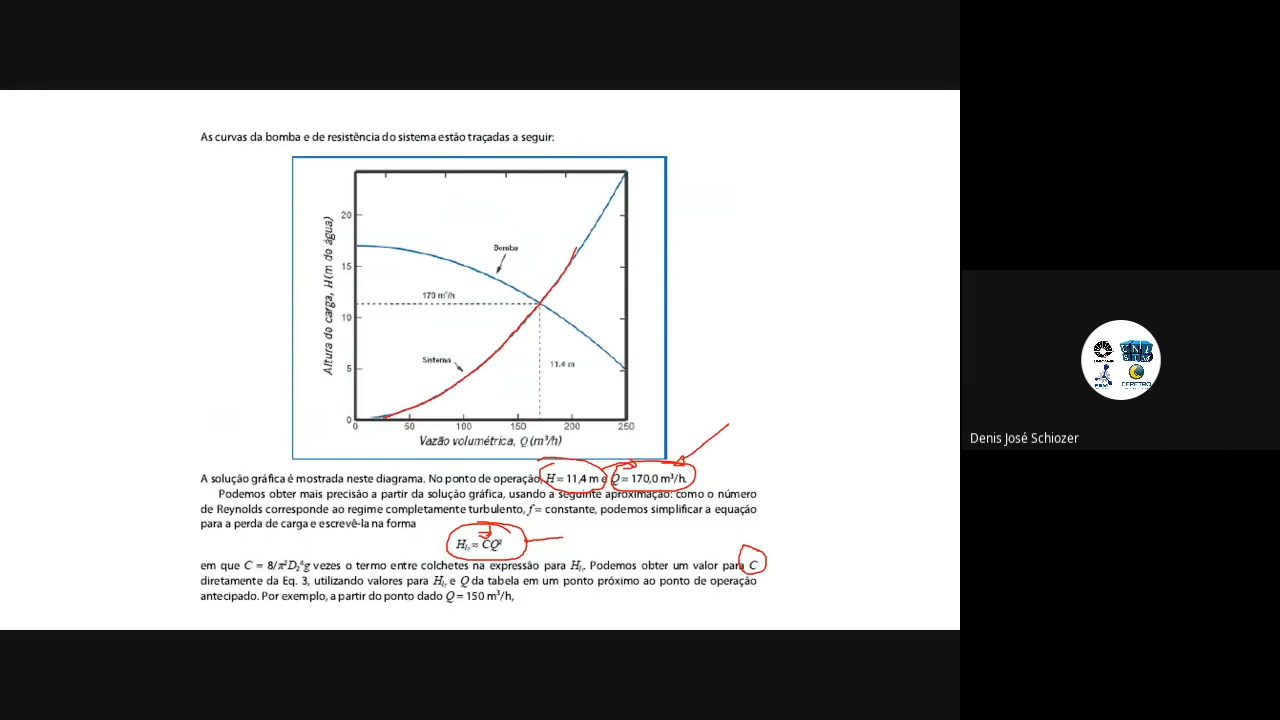 As curvas da bomba e de resistência do sistema estão traçadas a seguir:
20
15
10
5
0
Altura de carga, H (m de água)
Bomba
170 m³/h
Sistema
11.4 m
0 50 100 150 200 250
Vazão volumétrica, Q (m³/h)
A solução gráfica é mostrada neste diagrama. No ponto de operação, H ≈ 11,4 m e Q ≈ 170,0 m³/h.
Podemos obter mais precisão a partir da solução gráfica, usando a seguinte aproximação: como o número
de Reynolds corresponde ao regime completamente turbulento, f ≈ constante, podemos simplificar a equação
para a perda de carga e escrevê-la na forma
Hlт ≈ CQ²
em que C = 8/π²D₂⁴g vezes o termo entre colchetes na expressão para Hlт. Podemos obter um valor para C
diretamente da Eq. 3, utilizando valores para Hlт e Q da tabela em um ponto próximo ao ponto de operação
antecipado. Por exemplo, a partir do ponto dado Q = 150 m³/h,
Denis José Schiozer